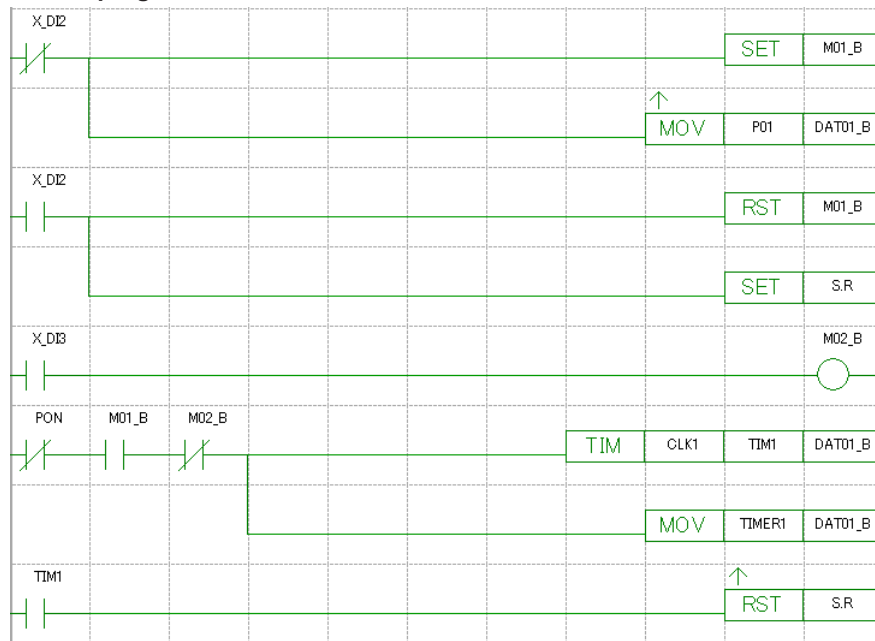 X_DI2
SET M01_B
MOV P01 DAT01_B
X_DI2
RST M01_B
SET S.R
X_DI3 M02_B
PON M01_B M02_B
TIM CLK1 TIM1 DAT01_B
MOV TIMER1 DAT01_B
TIM1
RST S.R